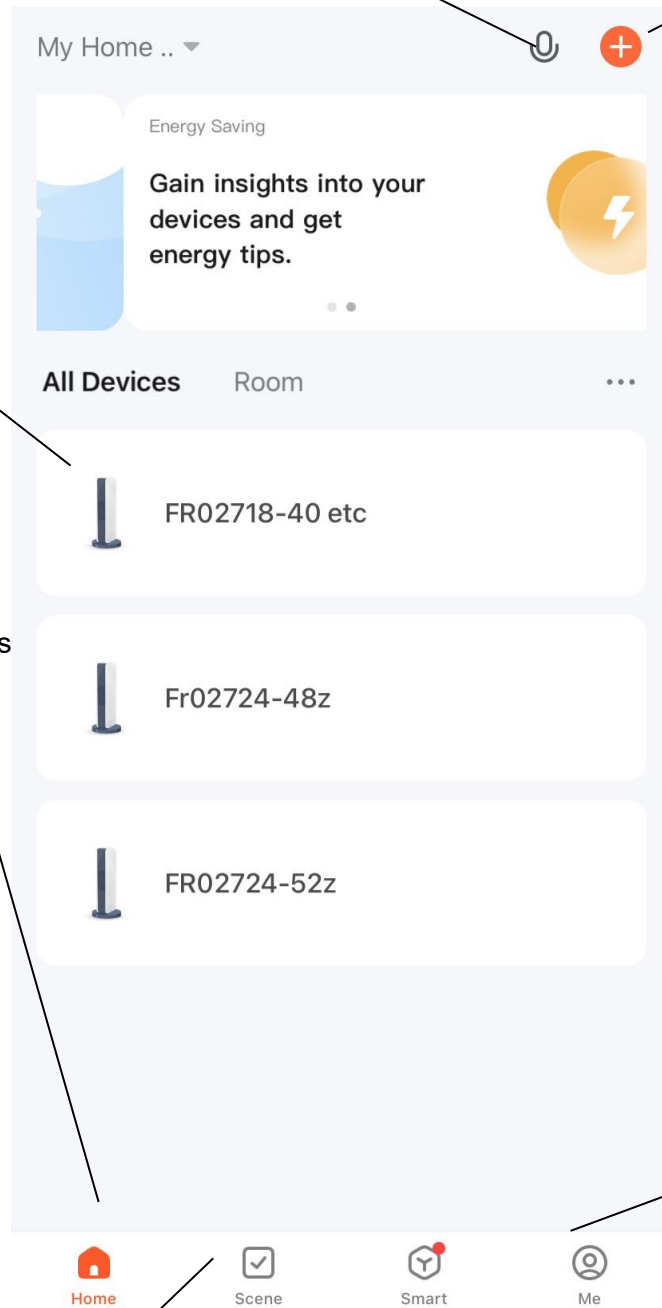 My Home ..
Energy Saving
Gain insights into your
devices and get
energy tips.
All Devices Room
FR02718-40 etc
s
Fr02724-48z
FR02724-52z
Home Scene Smart Me